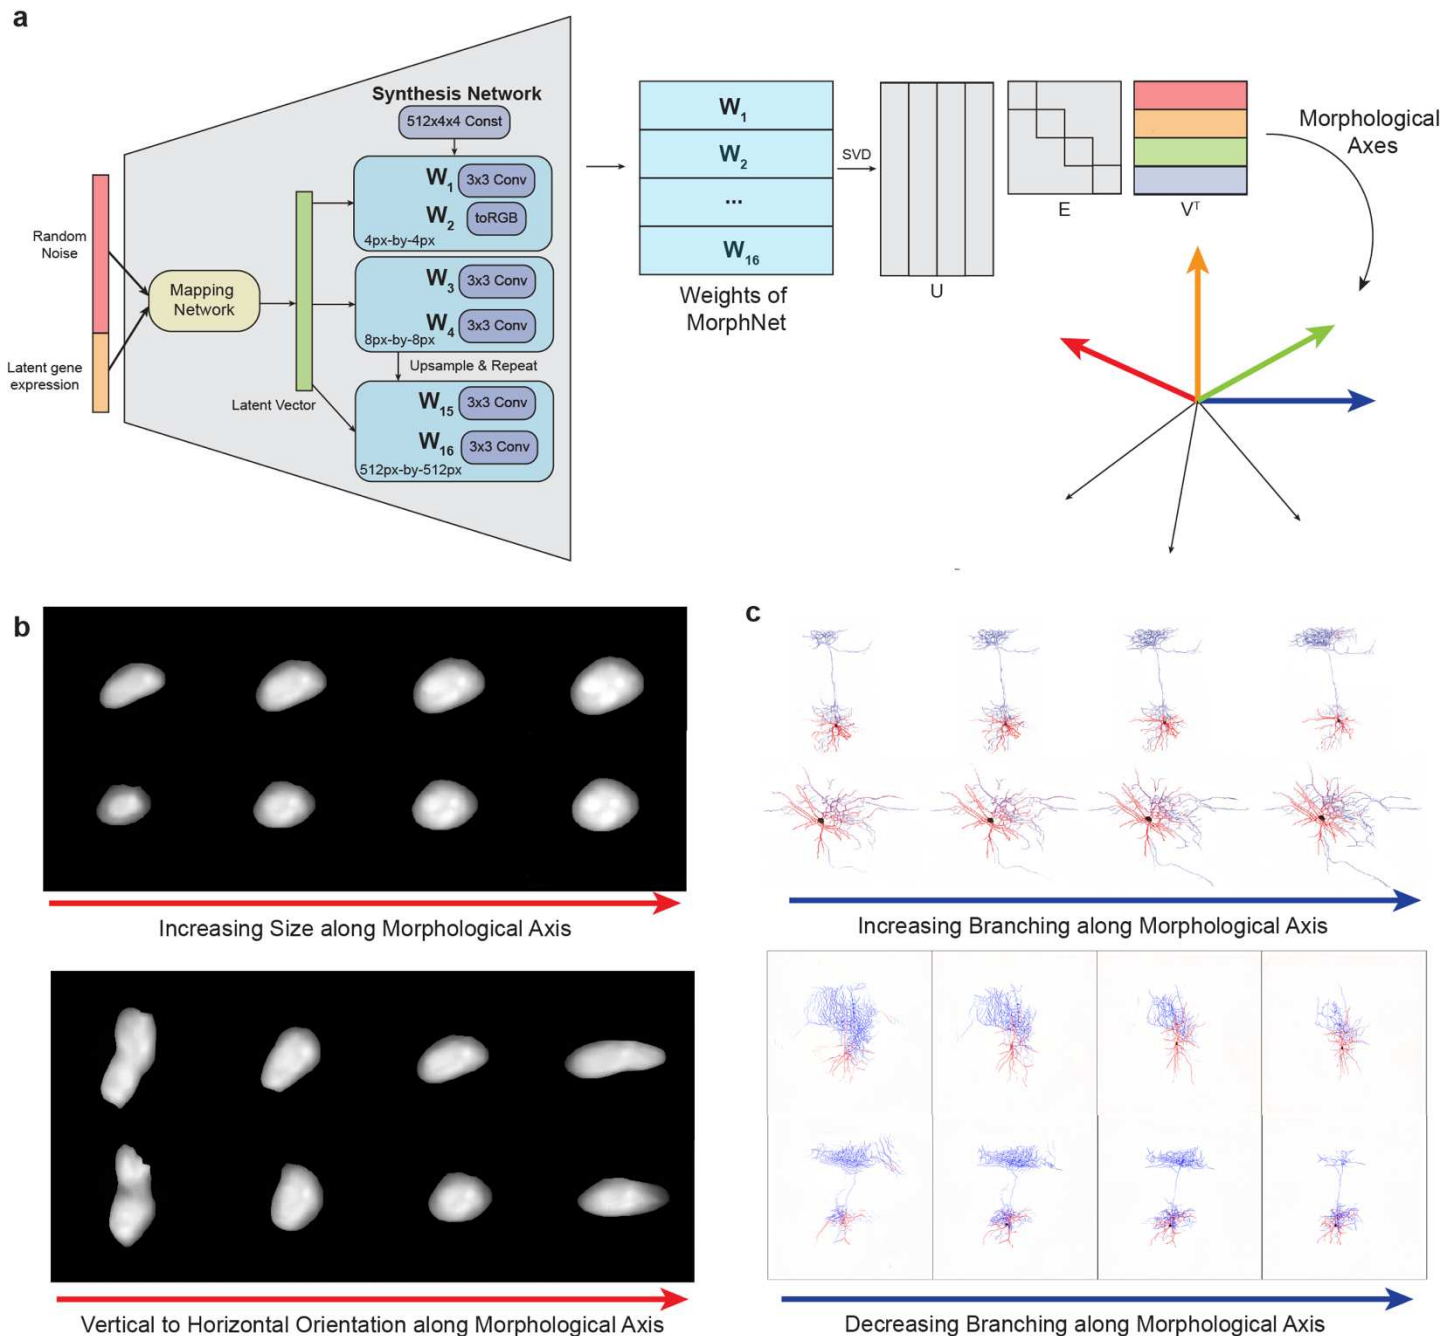 a
Synthesis Network
512x4x4 Const
W1 3x3 Conv
W2 toRGB
4px-by-4px
W3 3x3 Conv
W4 3x3 Conv
8px-by-8px
Upsample & Repeat
W15 3x3 Conv
W16 3x3 Conv
512px-by-512px
Random
Noise
Latent gene
expression
Mapping
Network
Latent Vector
W1
W2
...
W16
Weights of
MorphNet
SVD
U
E
VT
Morphological
Axes
b
Increasing Size along Morphological Axis
Vertical to Horizontal Orientation along Morphological Axis
c
Increasing Branching along Morphological Axis
Decreasing Branching along Morphological Axis